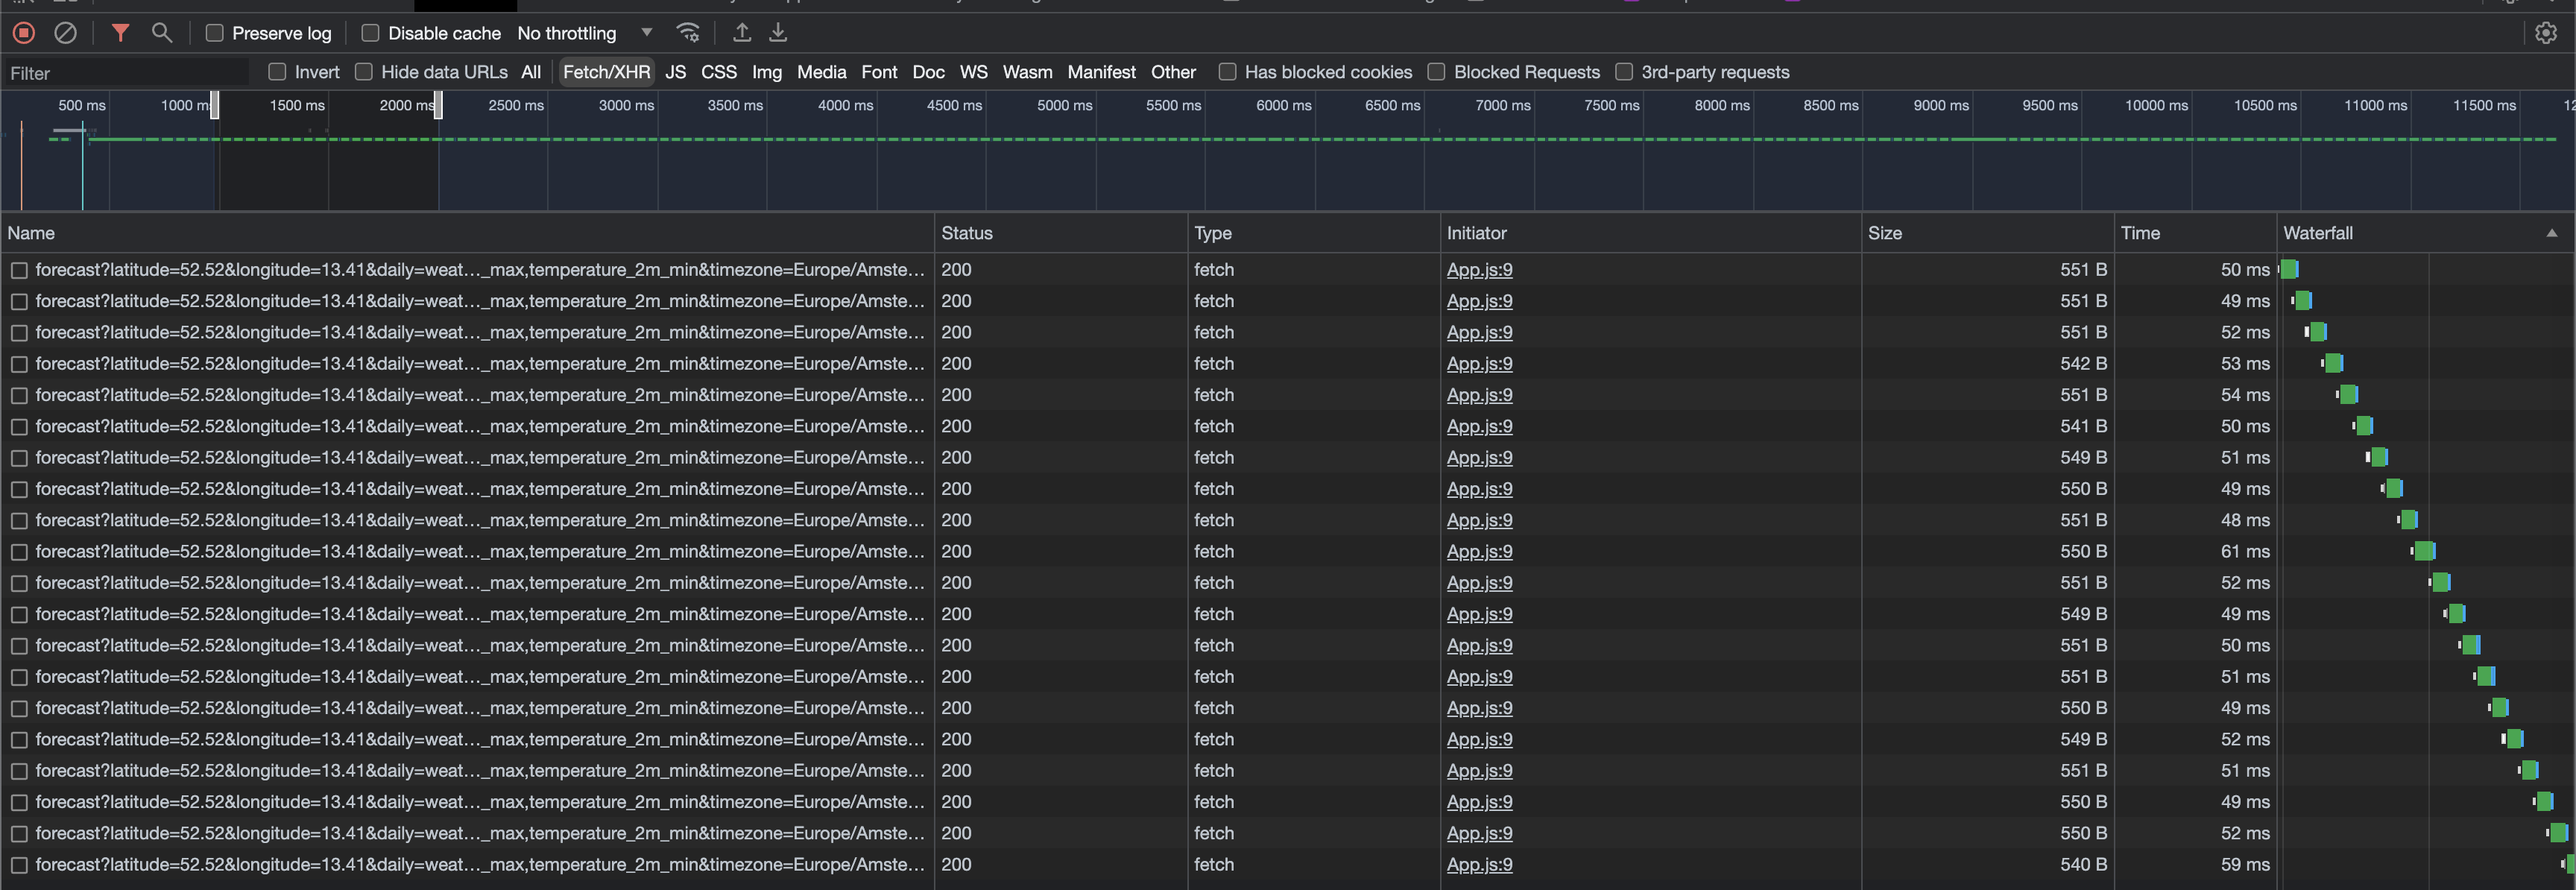 Preserve log Disable cache No throttling
Filter Invert Hide data URLs All Fetch/XHR JS CSS Img Media Font Doc WS Wasm Manifest Other Has blocked cookies Blocked Requests 3rd-party requests
500 ms 1000 m 1500 ms 2000 ms 2500 ms 3000 ms 3500 ms 4000 ms 4500 ms 5000 ms 5500 ms 6000 ms 6500 ms 7000 ms 7500 ms 8000 ms 8500 ms 9000 ms 9500 ms 10000 ms 10500 ms 11000 ms 11500 ms 12
Name Status Type Initiator Size Time Waterfall
forecast?latitude=52.52&longitude=13.41&daily=weat…_max,temperature_2m_min&timezone=Europe/Amste… 200 fetch App.js:9 551 B 50 ms
forecast?latitude=52.52&longitude=13.41&daily=weat…_max,temperature_2m_min&timezone=Europe/Amste… 200 fetch App.js:9 551 B 49 ms
forecast?latitude=52.52&longitude=13.41&daily=weat…_max,temperature_2m_min&timezone=Europe/Amste… 200 fetch App.js:9 551 B 52 ms
forecast?latitude=52.52&longitude=13.41&daily=weat…_max,temperature_2m_min&timezone=Europe/Amste… 200 fetch App.js:9 542 B 53 ms
forecast?latitude=52.52&longitude=13.41&daily=weat…_max,temperature_2m_min&timezone=Europe/Amste… 200 fetch App.js:9 551 B 54 ms
forecast?latitude=52.52&longitude=13.41&daily=weat…_max,temperature_2m_min&timezone=Europe/Amste… 200 fetch App.js:9 541 B 50 ms
forecast?latitude=52.52&longitude=13.41&daily=weat…_max,temperature_2m_min&timezone=Europe/Amste… 200 fetch App.js:9 549 B 51 ms
forecast?latitude=52.52&longitude=13.41&daily=weat…_max,temperature_2m_min&timezone=Europe/Amste… 200 fetch App.js:9 550 B 49 ms
forecast?latitude=52.52&longitude=13.41&daily=weat…_max,temperature_2m_min&timezone=Europe/Amste… 200 fetch App.js:9 551 B 48 ms
forecast?latitude=52.52&longitude=13.41&daily=weat…_max,temperature_2m_min&timezone=Europe/Amste… 200 fetch App.js:9 550 B 61 ms
forecast?latitude=52.52&longitude=13.41&daily=weat…_max,temperature_2m_min&timezone=Europe/Amste… 200 fetch App.js:9 551 B 52 ms
forecast?latitude=52.52&longitude=13.41&daily=weat…_max,temperature_2m_min&timezone=Europe/Amste… 200 fetch App.js:9 549 B 49 ms
forecast?latitude=52.52&longitude=13.41&daily=weat…_max,temperature_2m_min&timezone=Europe/Amste… 200 fetch App.js:9 551 B 50 ms
forecast?latitude=52.52&longitude=13.41&daily=weat…_max,temperature_2m_min&timezone=Europe/Amste… 200 fetch App.js:9 551 B 51 ms
forecast?latitude=52.52&longitude=13.41&daily=weat…_max,temperature_2m_min&timezone=Europe/Amste… 200 fetch App.js:9 550 B 49 ms
forecast?latitude=52.52&longitude=13.41&daily=weat…_max,temperature_2m_min&timezone=Europe/Amste… 200 fetch App.js:9 549 B 52 ms
forecast?latitude=52.52&longitude=13.41&daily=weat…_max,temperature_2m_min&timezone=Europe/Amste… 200 fetch App.js:9 551 B 51 ms
forecast?latitude=52.52&longitude=13.41&daily=weat…_max,temperature_2m_min&timezone=Europe/Amste… 200 fetch App.js:9 550 B 49 ms
forecast?latitude=52.52&longitude=13.41&daily=weat…_max,temperature_2m_min&timezone=Europe/Amste… 200 fetch App.js:9 550 B 52 ms
forecast?latitude=52.52&longitude=13.41&daily=weat…_max,temperature_2m_min&timezone=Europe/Amste… 200 fetch App.js:9 540 B 59 ms